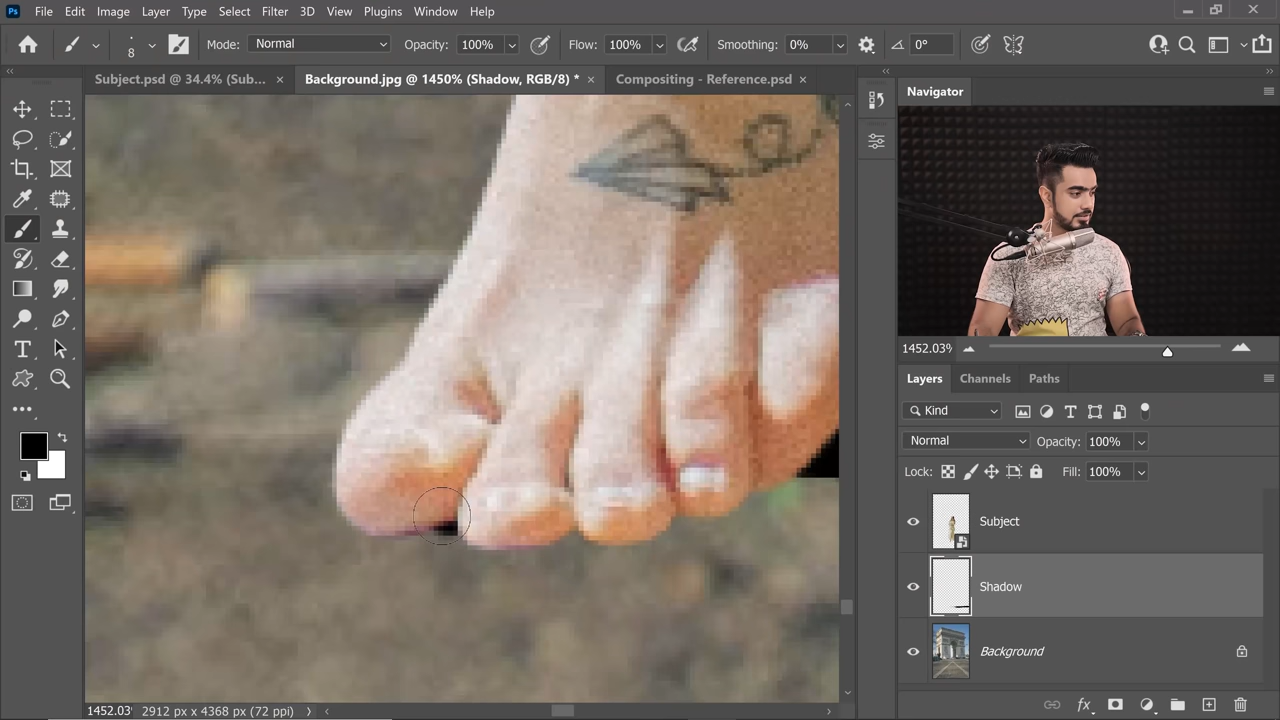 Ps File Edit Image Layer Type Select Filter 3D View Plugins Window Help
8 Mode: Normal Opacity: 100% Flow: 100% Smoothing: 0% 0°
Subject.psd @ 34.4% (Sub... × Background.jpg @ 1450% (Shadow, RGB/8) * × Compositing - Reference.psd ×
Navigator
1452.03%
Layers Channels Paths
Kind
Normal Opacity: 100%
Lock: Fill: 100%
Subject
Shadow
Background
fx
1452.03 2912 px x 4368 px (72 ppi)